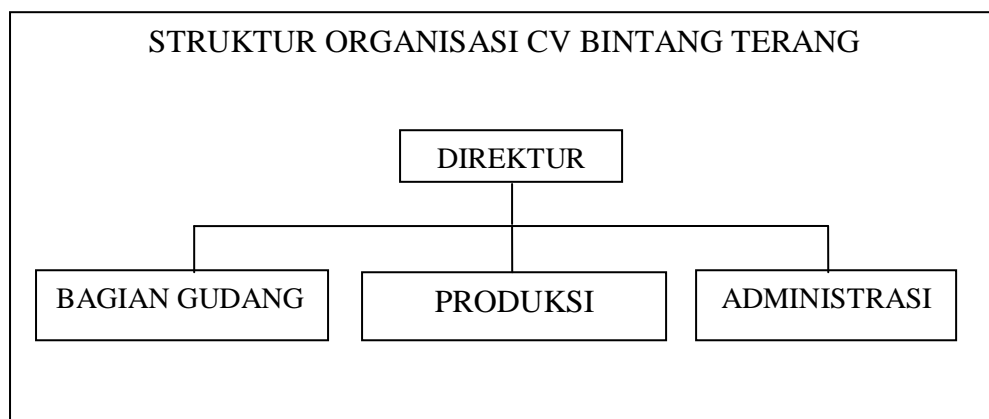 STRUKTUR ORGANISASI CV BINTANG TERANG
DIREKTUR
BAGIAN GUDANG
PRODUKSI
ADMINISTRASI